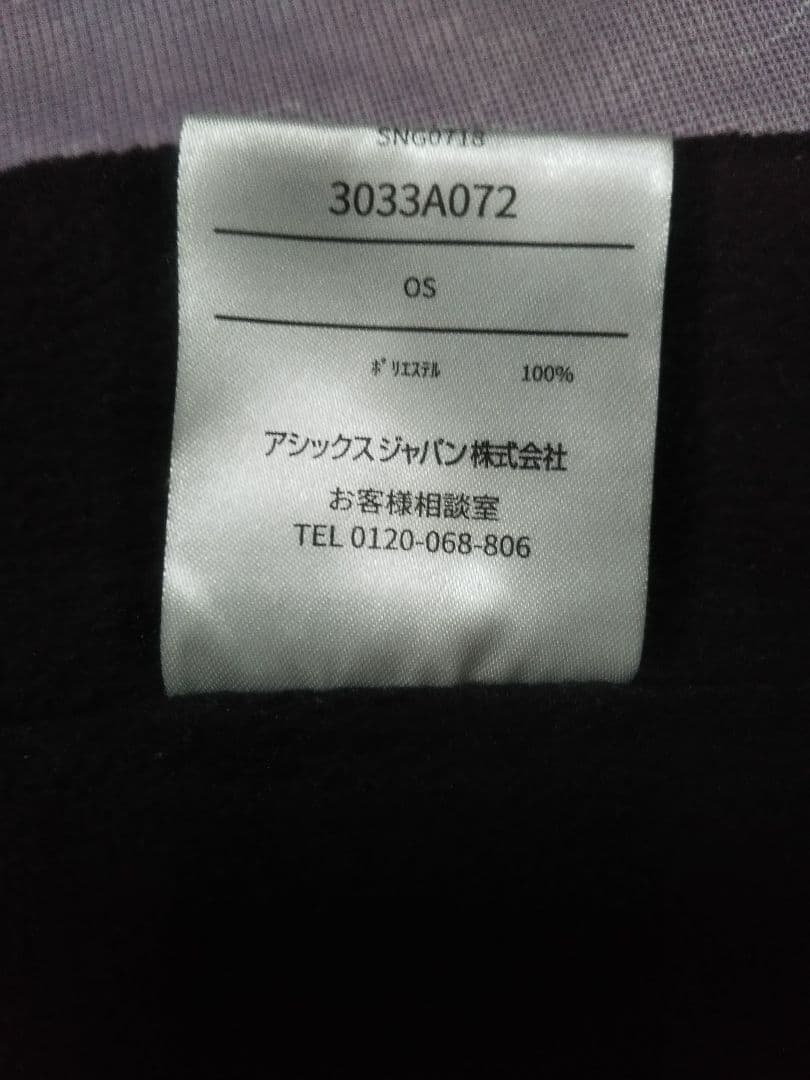 SNG0718
3033A072
OS
ﾎﾟﾘｴｽﾃﾙ 100%
アシックスジャパン株式会社
お客様相談室
TEL 0120-068-806